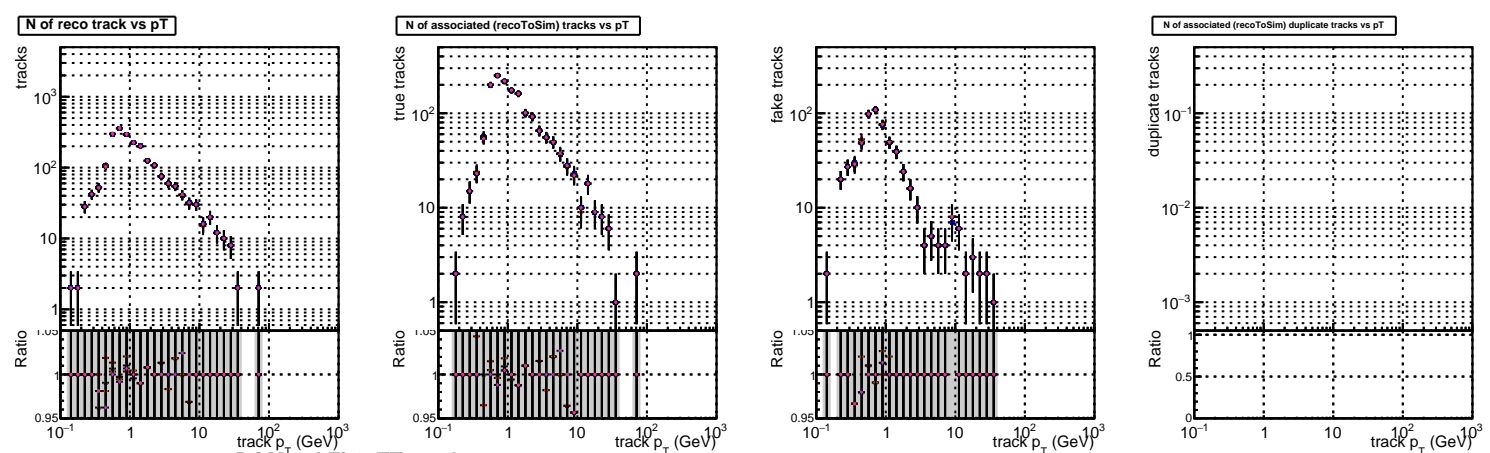 N of reco track vs pT
N of associated (recoToSim) tracks vs pT
N of associated (recoToSim) duplicate tracks vs pT
tracks
10³
10²
10
1
Ratio
1.05
1
0.95
10⁻¹ 1 10 10² 10³
track p_T (GeV)
true tracks
10²
10
1
Ratio
1.05
1
0.95
10⁻¹ 1 10 10² 10³
track p_T (GeV)
fake tracks
10²
10
1
Ratio
1.05
1
0.95
10⁻¹ 1 10 10² 10³
track p_T (GeV)
duplicate tracks
10⁻¹
10⁻²
10⁻³
Ratio
1
0.5
0
10⁻¹ 1 10 10² 10³
track p_T (GeV)